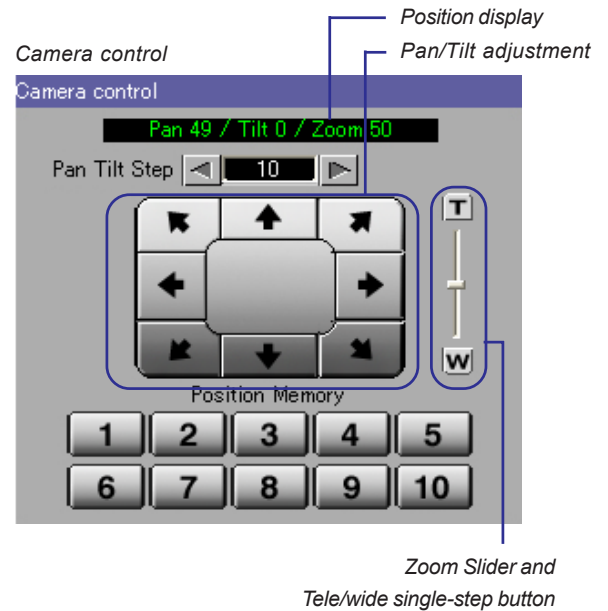 Position display
Camera control
Pan/Tilt adjustment
Camera control
Pan 49 / Tilt 0 / Zoom 50
Pan Tilt Step 10
T
W
Position Memory
1 2 3 4 5
6 7 8 9 10
Zoom Slider and
Tele/wide single-step button